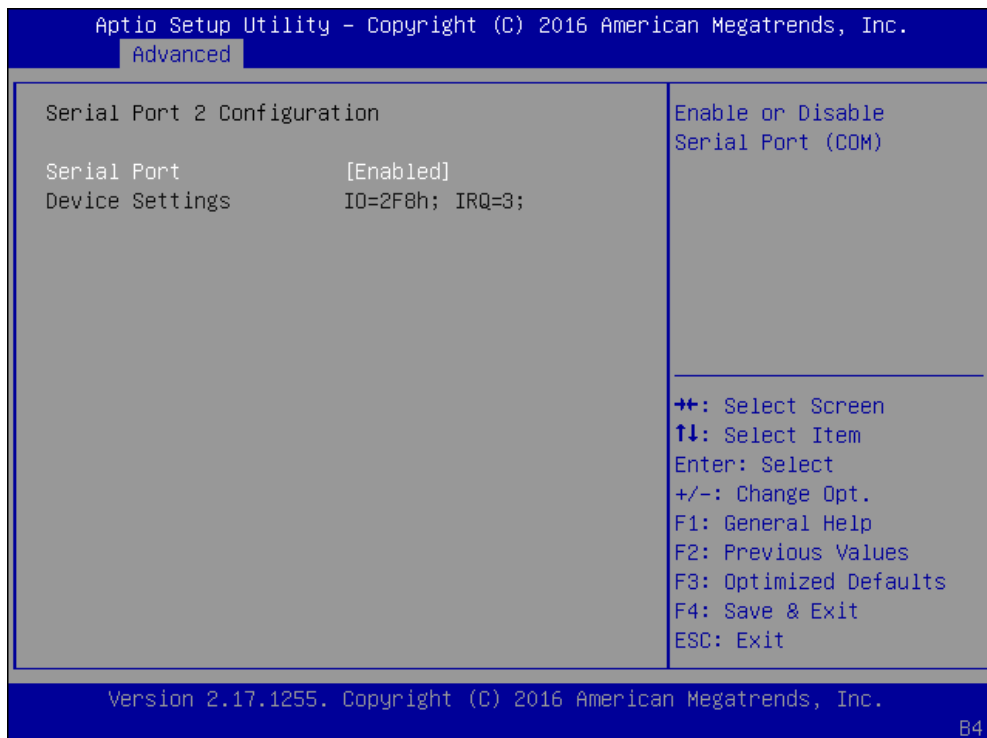 Aptio Setup Utility – Copyright (C) 2016 American Megatrends, Inc.
Advanced
Serial Port 2 Configuration
Serial Port [Enabled]
Device Settings IO=2F8h; IRQ=3;
Enable or Disable
Serial Port (COM)
→←: Select Screen
↑↓: Select Item
Enter: Select
+/-: Change Opt.
F1: General Help
F2: Previous Values
F3: Optimized Defaults
F4: Save & Exit
ESC: Exit
Version 2.17.1255. Copyright (C) 2016 American Megatrends, Inc.
B4